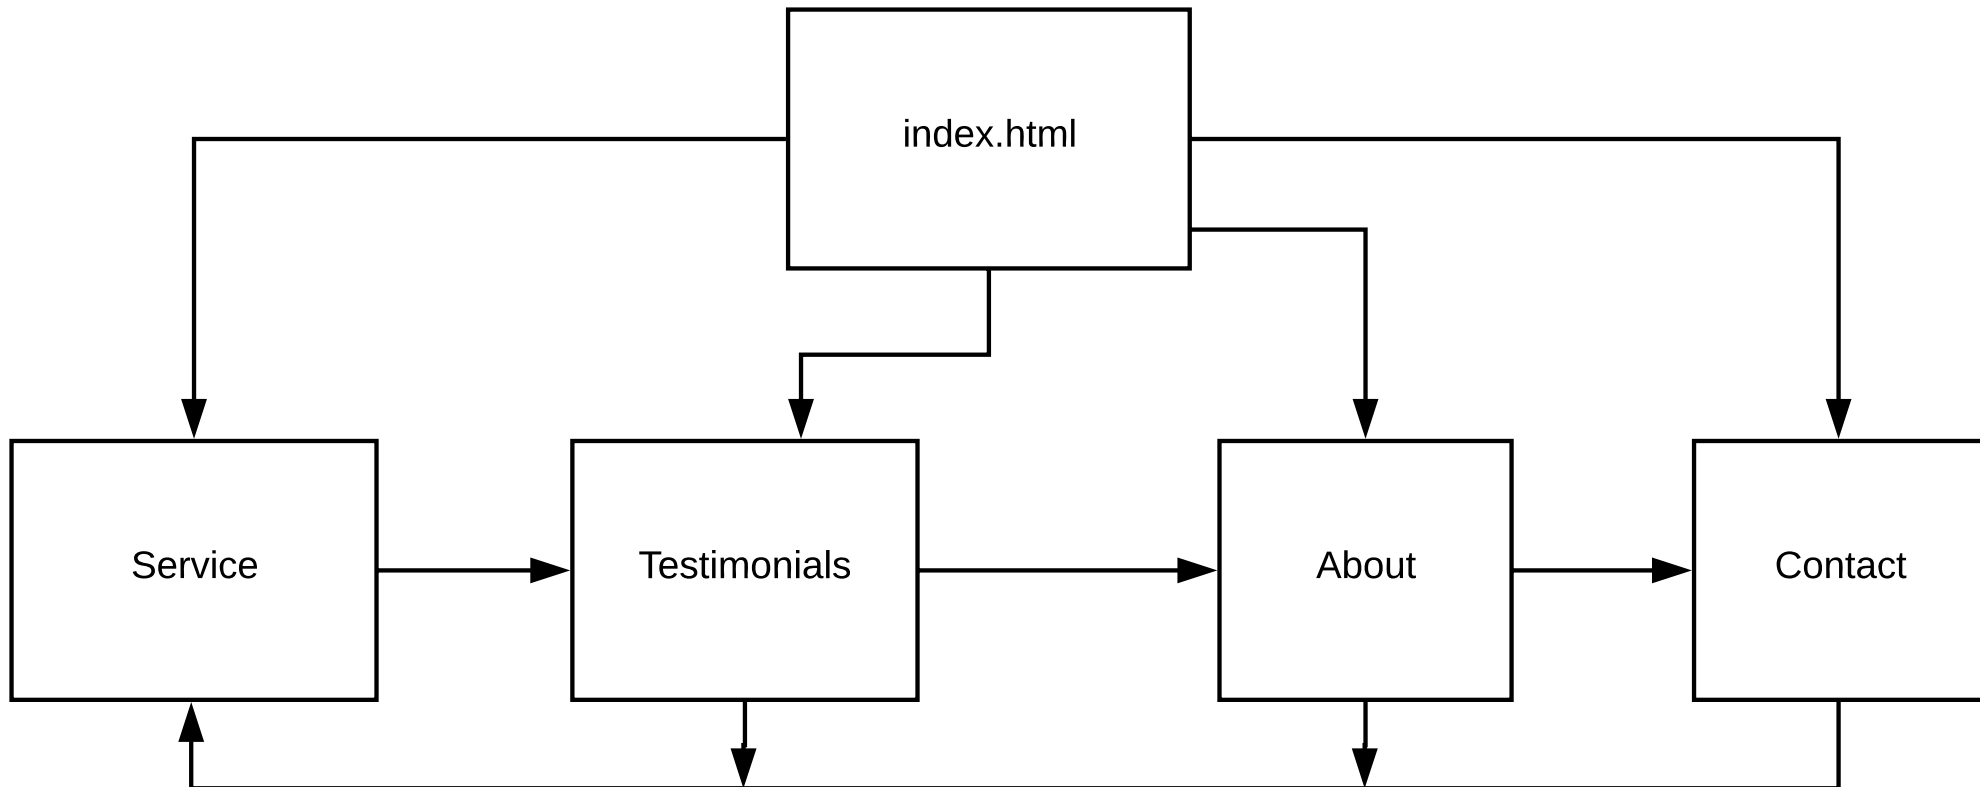 index.html
Service
Testimonials
About
Contact